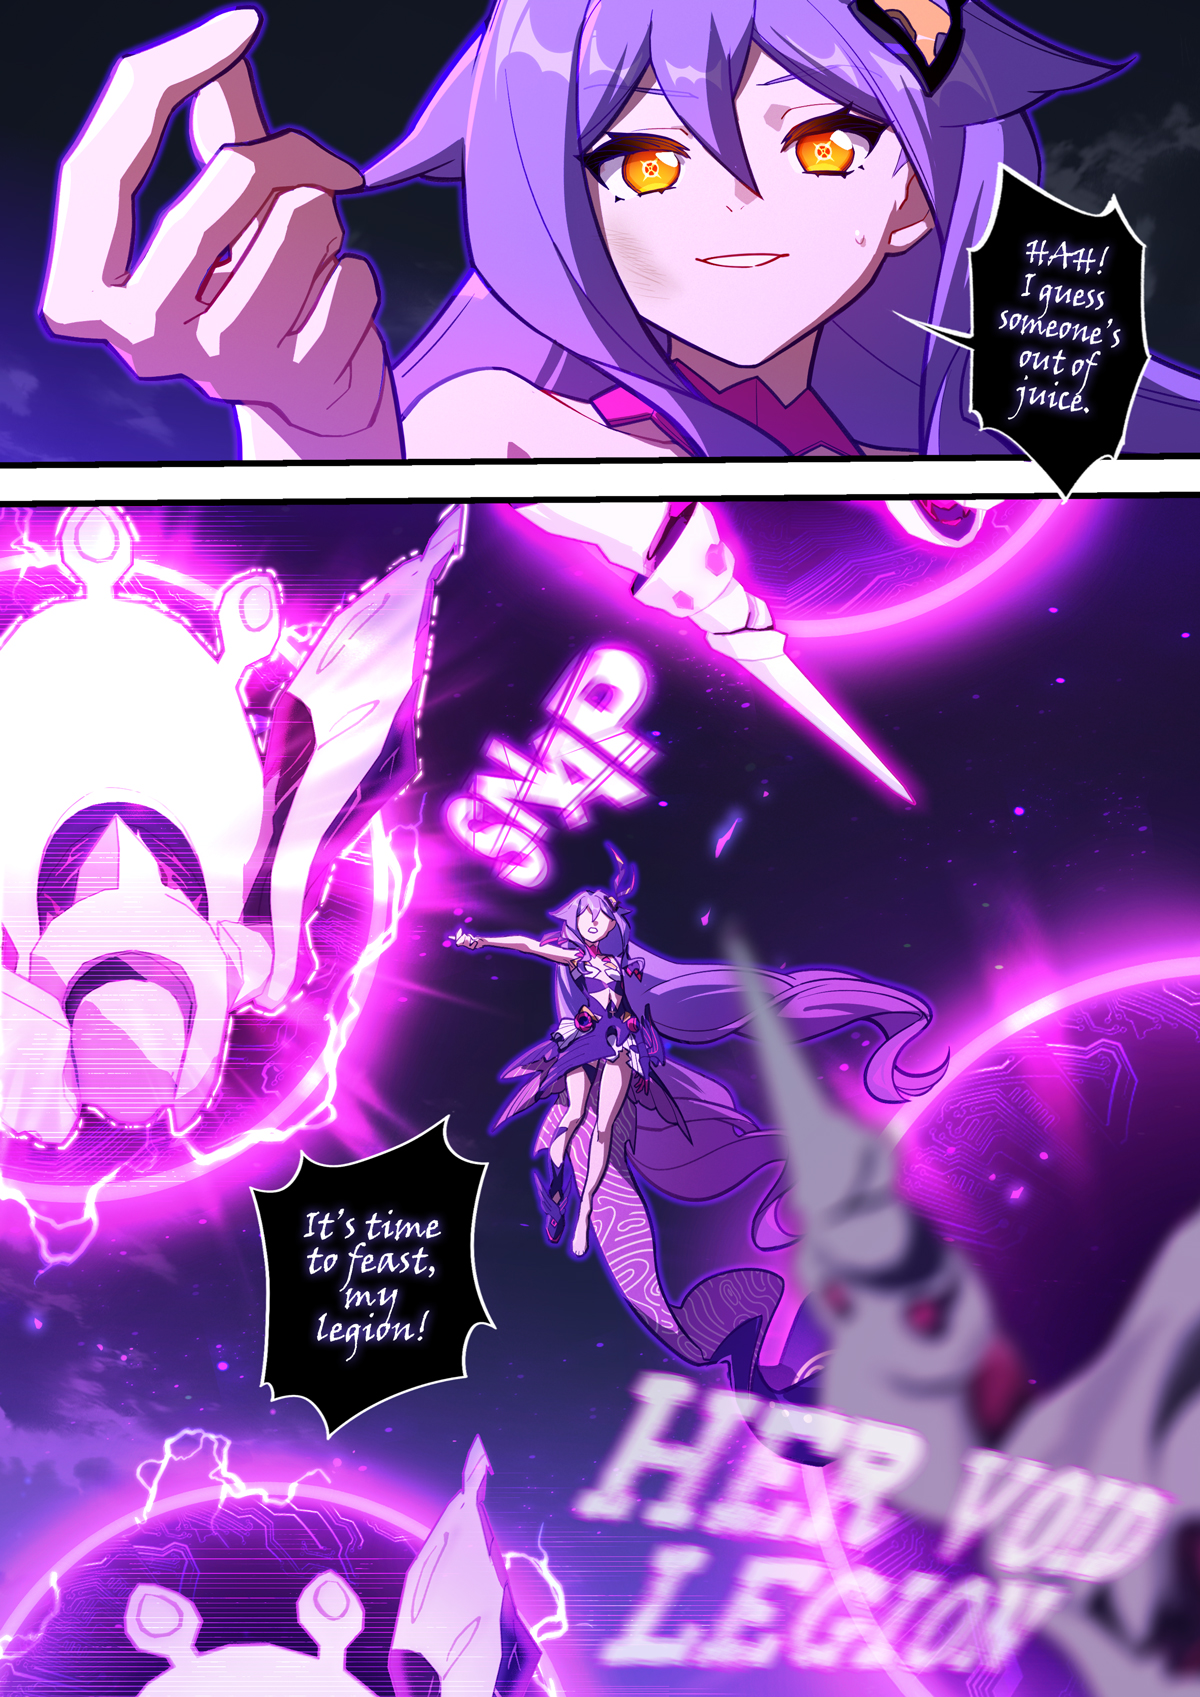 HAH!
I guess
someone's
out of
juice.
SNAP
It's time
to feast,
my
legion!
HER VOID
LEGION